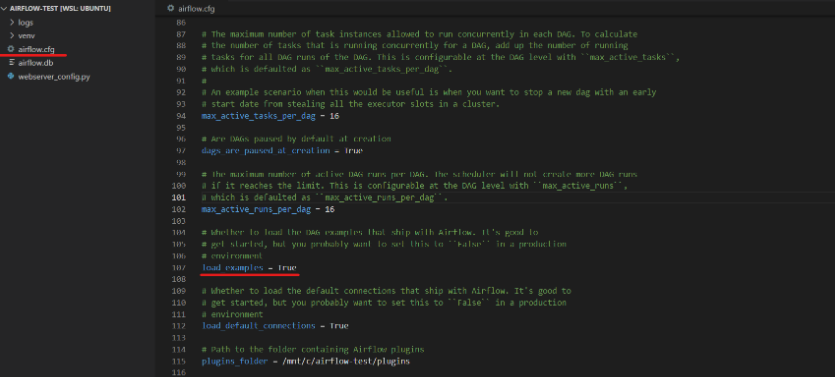 AIRFLOW-TEST [WSL: UBUNTU]
logs
venv
airflow.cfg
airflow.db
webserver_config.py
airflow.cfg
86
87 # The maximum number of task instances allowed to run concurrently in each DAG. To calculate
88 # the number of tasks that is running concurrently for a DAG, add up the number of running
89 # tasks for all DAG runs of the DAG. This is configurable at the DAG level with ``max_active_tasks``,
90 # which is defaulted as ``max_active_tasks_per_dag``.
91 #
92 # An example scenario when this would be useful is when you want to stop a new dag with an early
93 # start date from stealing all the executor slots in a cluster.
94 max_active_tasks_per_dag = 16
95
96 # Are DAGs paused by default at creation
97 dags_are_paused_at_creation = True
98
99 # The maximum number of active DAG runs per DAG. The scheduler will not create more DAG runs
100 # if it reaches the limit. This is configurable at the DAG level with ``max_active_runs``,
101 # which is defaulted as ``max_active_runs_per_dag``.
102 max_active_runs_per_dag = 16
103
104 # Whether to load the DAG examples that ship with Airflow. It's good to
105 # get started, but you probably want to set this to ``False`` in a production
106 # environment
107 load_examples = True
108
109 # Whether to load the default connections that ship with Airflow. It's good to
110 # get started, but you probably want to set this to ``False`` in a production
111 # environment
112 load_default_connections = True
113
114 # Path to the folder containing Airflow plugins
115 plugins_folder = /mnt/c/airflow-test/plugins
116